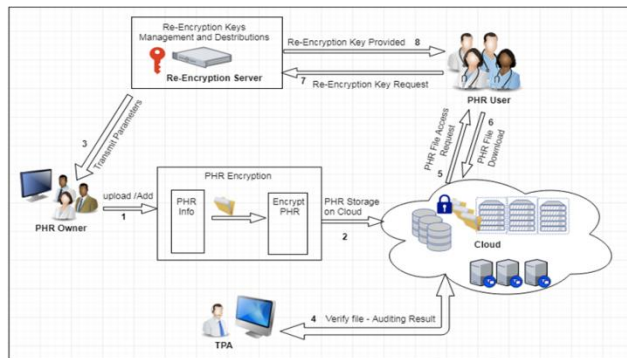 Re-Encryption Keys
Management and Destributions
Re-Encryption Server
Re-Encryption Key Provided 8
7
Re-Encryption Key Request
PHR User
3
Transmit Parameters
PHR File Access
Request
5
6
PHR File
Download
PHR Owner
upload /Add
1
PHR Encryption
PHR
Info
Encrypt
PHR
PHR Storage
on Cloud
2
Cloud
4 Verify file - Auditing Result
TPA